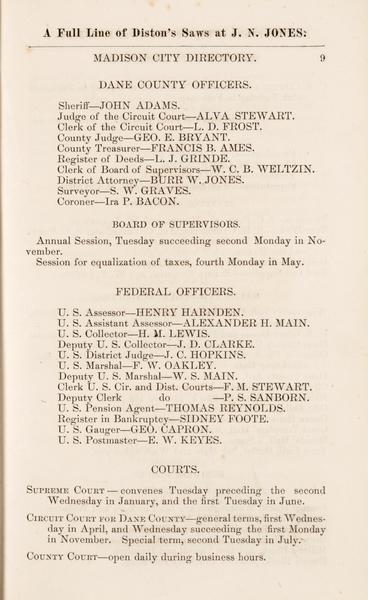 A Full Line of Diston's Saws at J. N. JONES:
MADISON CITY DIRECTORY. 9
DANE COUNTY OFFICERS.
Sheriff—JOHN ADAMS.
Judge of the Circuit Court—ALVA STEWART.
Clerk of the Circuit Court—L. D. FROST.
County Judge—GEO. E. BRYANT.
County Treasurer—FRANCIS B. AMES.
Register of Deeds—L. J. GRINDE.
Clerk of Board of Supervisors—W. C. B. WELTZIN.
District Attorney—BURR W. JONES.
Surveyor—S. W. GRAVES.
Coroner—Ira P. BACON.
BOARD OF SUPERVISORS.
Annual Session, Tuesday succeeding second Monday in No-
vember.
Session for equalization of taxes, fourth Monday in May.
FEDERAL OFFICERS.
U. S. Assessor—HENRY HARNDEN.
U. S. Assistant Assessor—ALEXANDER H. MAIN.
U. S. Collector—H. M. LEWIS.
Deputy U. S. Collector—J. D. CLARKE.
U. S. District Judge—J. C. HOPKINS.
U. S. Marshal—F. W. OAKLEY.
Deputy U. S. Marshal—W. S. MAIN.
Clerk U. S. Cir. and Dist. Courts—F. M. STEWART.
Deputy Clerk do —P. S. SANBORN.
U. S. Pension Agent—THOMAS REYNOLDS.
Register in Bankruptcy—SIDNEY FOOTE.
U. S. Gauger—GEO. CAPRON.
U. S. Postmaster—E. W. KEYES.
COURTS.
SUPREME COURT — convenes Tuesday preceding the second
Wednesday in January, and the first Tuesday in June.
CIRCUIT COURT FOR DANE COUNTY—general terms, first Wednes-
day in April, and Wednesday succeeding the first Monday
in November. Special term, second Tuesday in July.
COUNTY COURT—open daily during business hours.